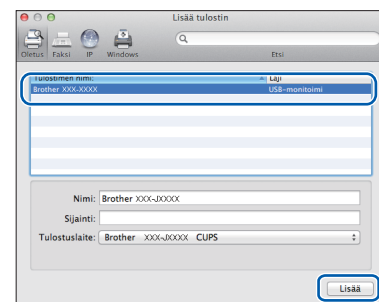 Lisää tulostin
Oletus Faksi IP Windows Etsi
Tulostimen nimi: Laji
Brother XXX-XXXX USB-monitoimi
Nimi: Brother XXX-JXXXX
Sijainti:
Tulostuslaite: Brother XXX-JXXXX CUPS
Lisää